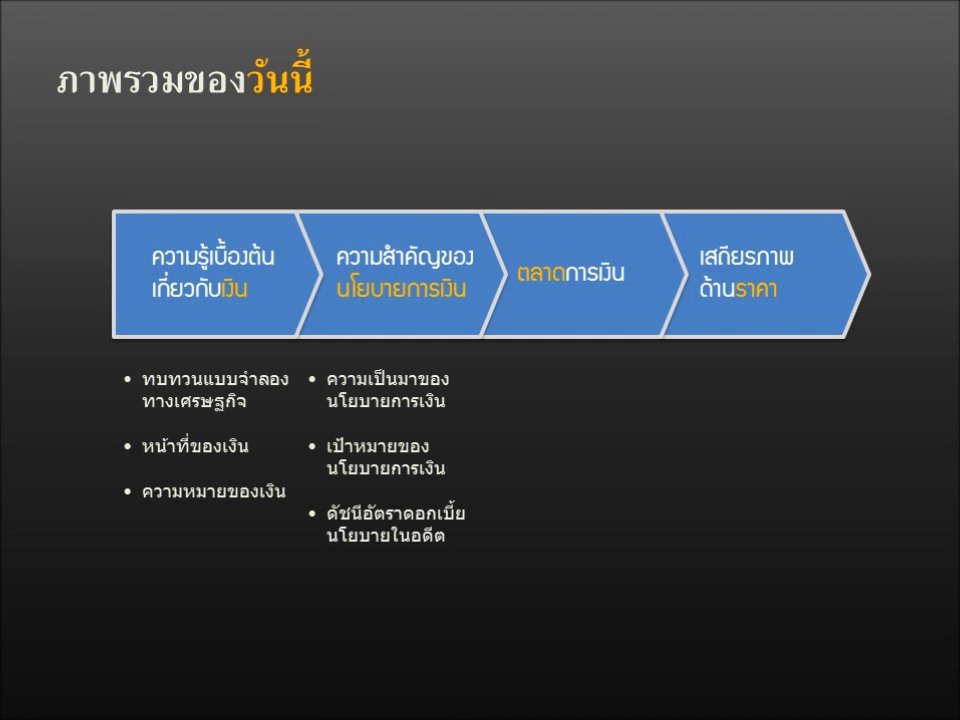 ภาพรวมของวันนี้
ความรู้เบื้องต้น
เกี่ยวกับเงิน
ความสำคัญของ
นโยบายการเงิน
ตลาดการเงิน
เสถียรภาพ
ด้านราคา
• ทบทวนแบบจำลอง
ทางเศรษฐกิจ
• หน้าที่ของเงิน
• ความหมายของเงิน
• ความเป็นมาของ
นโยบายการเงิน
• เป้าหมายของ
นโยบายการเงิน
• ดัชนีอัตราดอกเบี้ย
นโยบายในอดีต